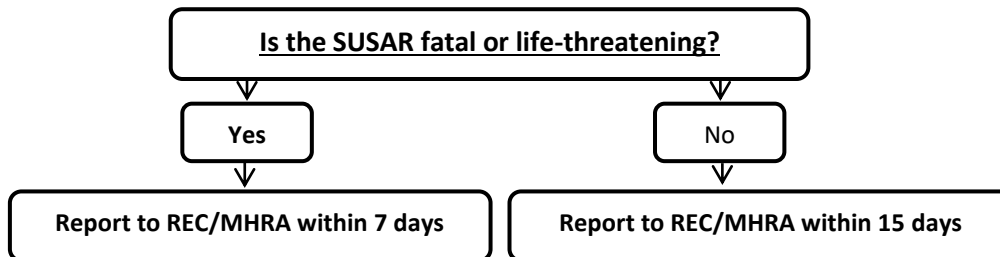 Is the SUSAR fatal or life-threatening?
Yes
No
Report to REC/MHRA within 7 days
Report to REC/MHRA within 15 days